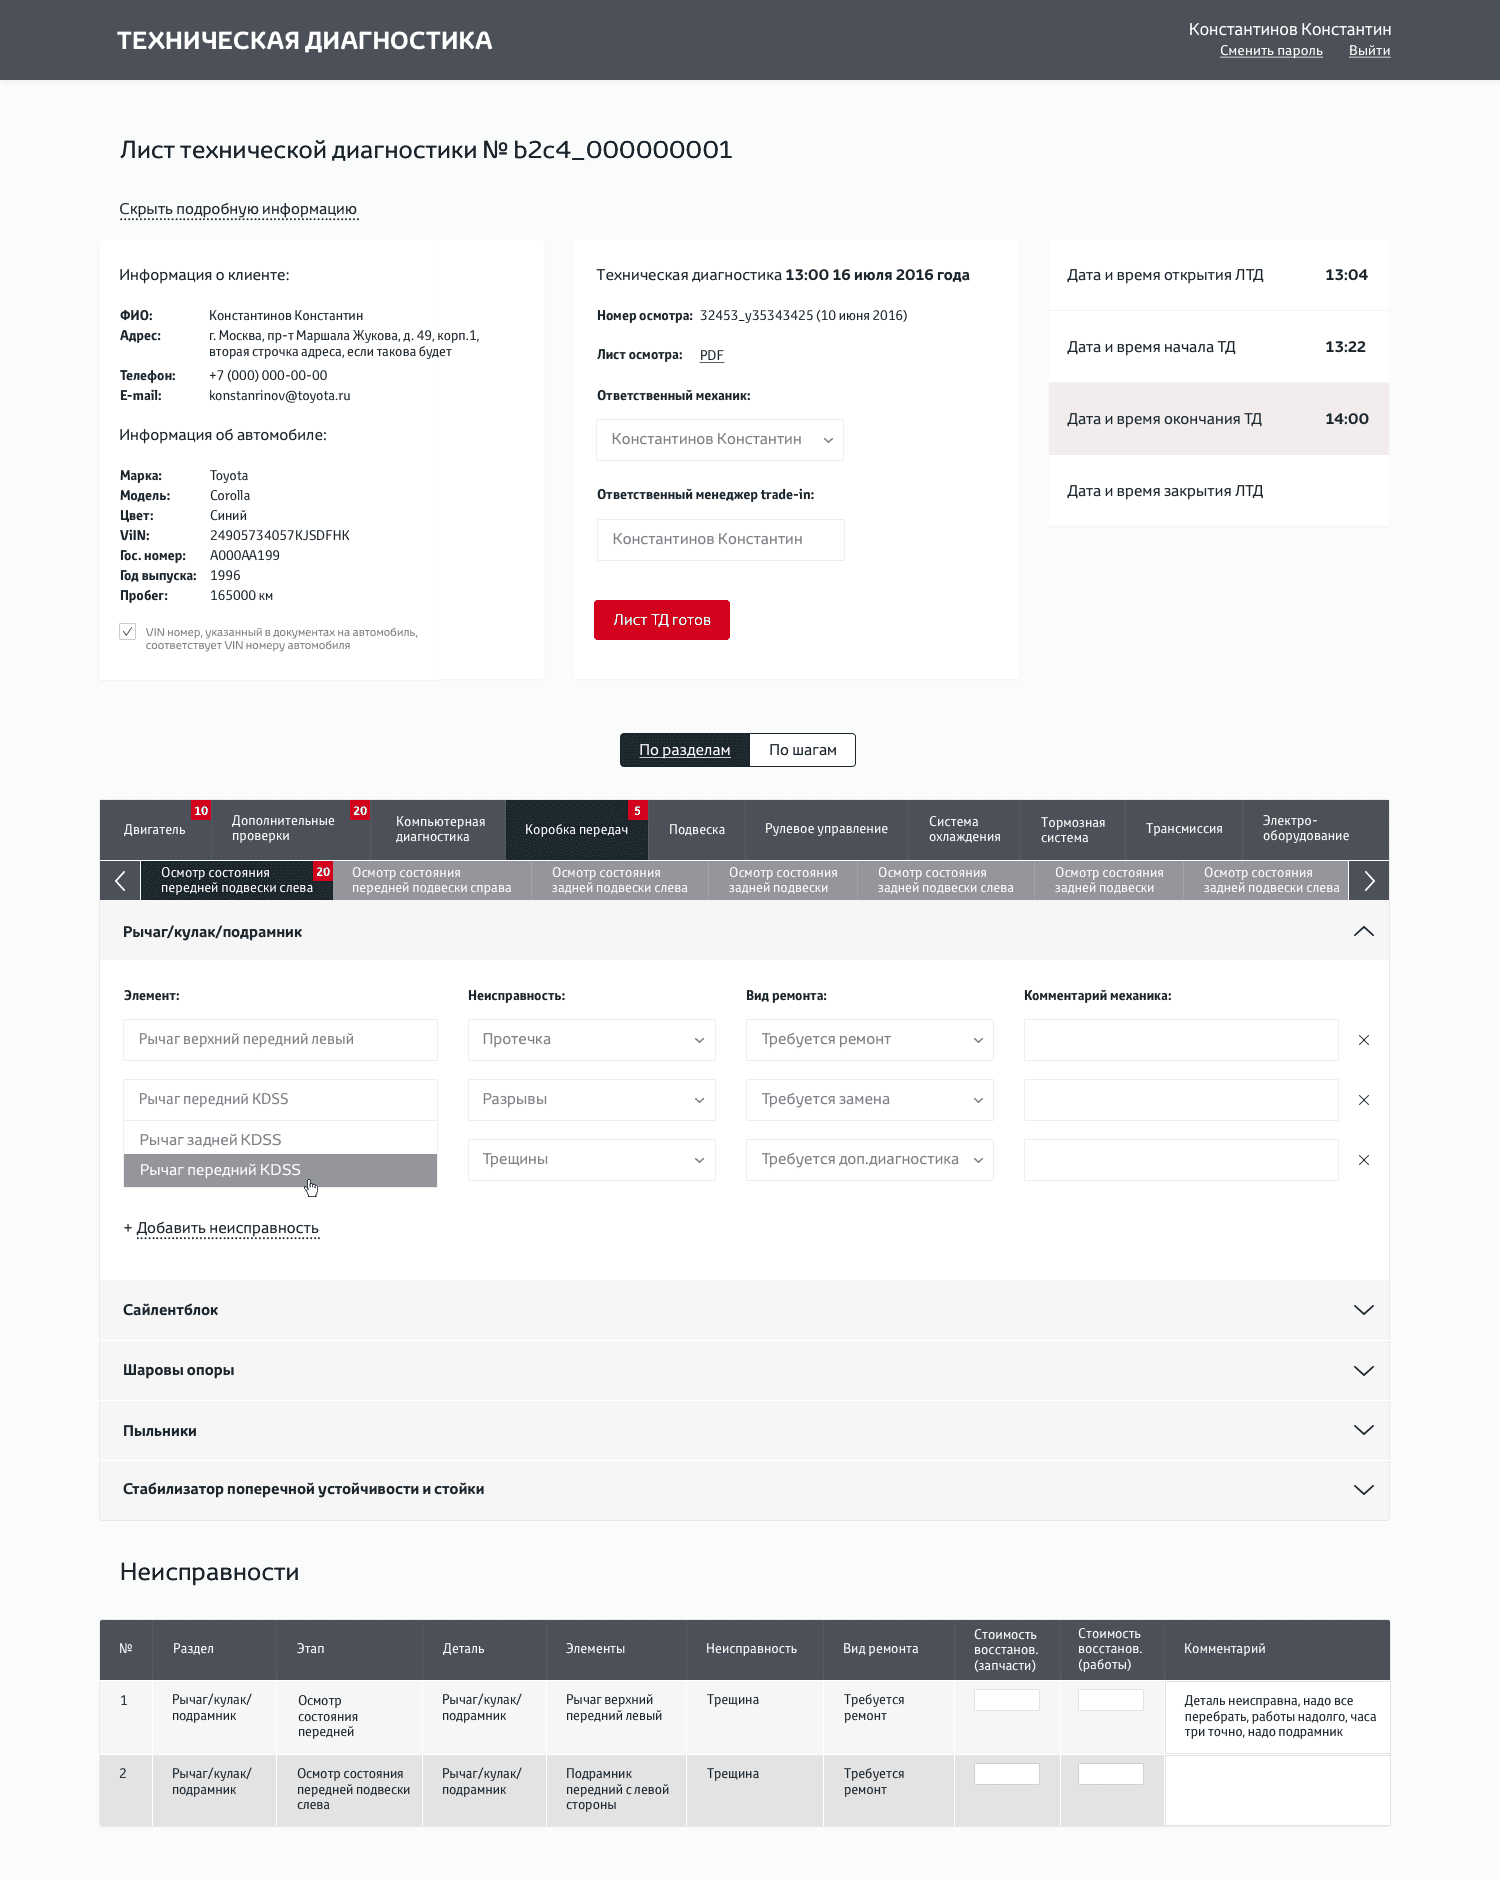 ТЕХНИЧЕСКАЯ ДИАГНОСТИКА
Константинов Константин
Сменить пароль Выйти
Лист технической диагностики № b2c4_000000001
Скрыть подробную информацию
Информация о клиенте:
ФИО: Константинов Константин
Адрес: г. Москва, пр-т Маршала Жукова, д. 49, корп.1,
вторая строчка адреса, если такова будет
Телефон: +7 (000) 000-00-00
E-mail: konstanrinov@toyota.ru
Информация об автомобиле:
Марка: Toyota
Модель: Corolla
Цвет: Синий
ViIN: 24905734057KJSDFHK
Гос. номер: A000AA199
Год выпуска: 1996
Пробег: 165000 км
VIN номер, указанный в документах на автомобиль,
соответствует VIN номеру автомобиля
Техническая диагностика 13:00 16 июля 2016 года
Номер осмотра: 32453_y35343425 (10 июня 2016)
Лист осмотра: PDF
Ответственный механик:
Константинов Константин
Ответственный менеджер trade-in:
Константинов Константин
Лист ТД готов
Дата и время открытия ЛТД 13:04
Дата и время начала ТД 13:22
Дата и время окончания ТД 14:00
Дата и время закрытия ЛТД
По разделам По шагам
Двигатель 10
Дополнительные 20
проверки
Компьютерная
диагностика
Коробка передач 5
Подвеска
Рулевое управление
Система
охлаждения
Тормозная
система
Трансмиссия
Электро-
оборудование
Осмотр состояния 20
передней подвески слева
Осмотр состояния
передней подвески справа
Осмотр состояния
задней подвески слева
Осмотр состояния
задней подвески
Осмотр состояния
задней подвески слева
Осмотр состояния
задней подвески
Осмотр состояния
задней подвески слева
Рычаг/кулак/подрамник
Элемент: Неисправность: Вид ремонта: Комментарий механика:
Рычаг верхний передний левый Протечка Требуется ремонт
Рычаг передний KDSS Разрывы Требуется замена
Рычаг задней KDSS
Рычаг передний KDSS Трещины Требуется доп.диагностика
+ Добавить неисправность
Сайлентблок
Шаровы опоры
Пыльники
Стабилизатор поперечной устойчивости и стойки
Неисправности
№ Раздел Этап Деталь Элементы Неисправность Вид ремонта
Стоимость
восстанов.
(запчасти)
Стоимость
восстанов.
(работы)
Комментарий
1
Рычаг/кулак/
подрамник
Осмотр
состояния
передней
Рычаг/кулак/
подрамник
Рычаг верхний
передний левый
Трещина
Требуется
ремонт
Деталь неисправна, надо все
перебрать, работы надолго, часа
три точно, надо подрамник
2
Рычаг/кулак/
подрамник
Осмотр состояния
передней подвески
слева
Рычаг/кулак/
подрамник
Подрамник
передний с левой
стороны
Трещина
Требуется
ремонт